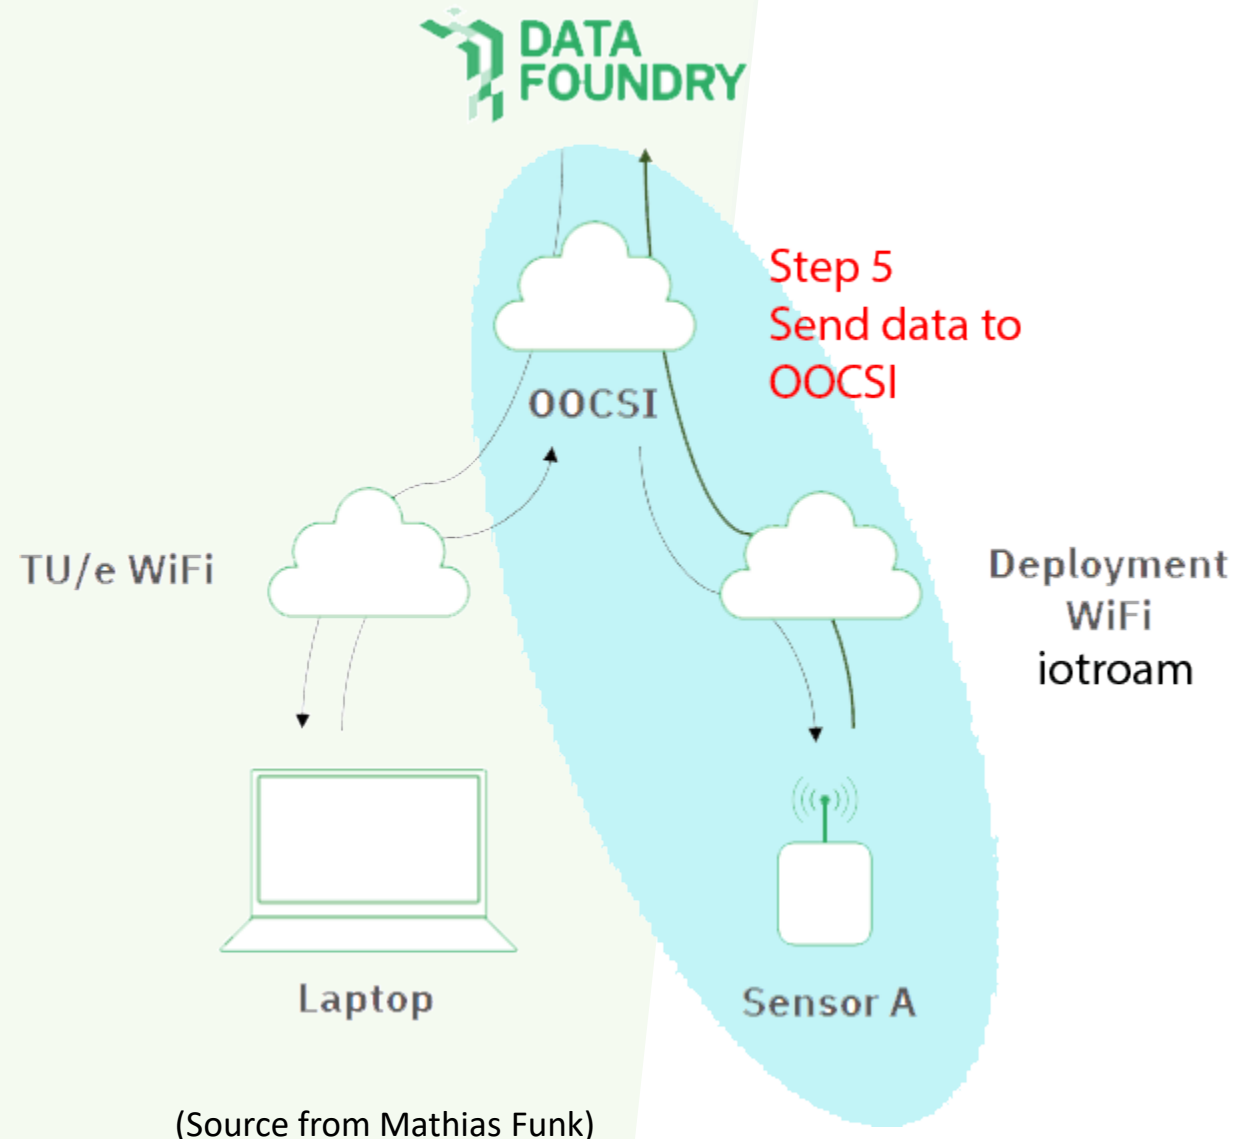 DATA
FOUNDRY
Step 5
Send data to
OOCSI
OOCSI
TU/e WiFi
Deployment
WiFi
iotroam
Laptop
Sensor A
(Source from Mathias Funk)